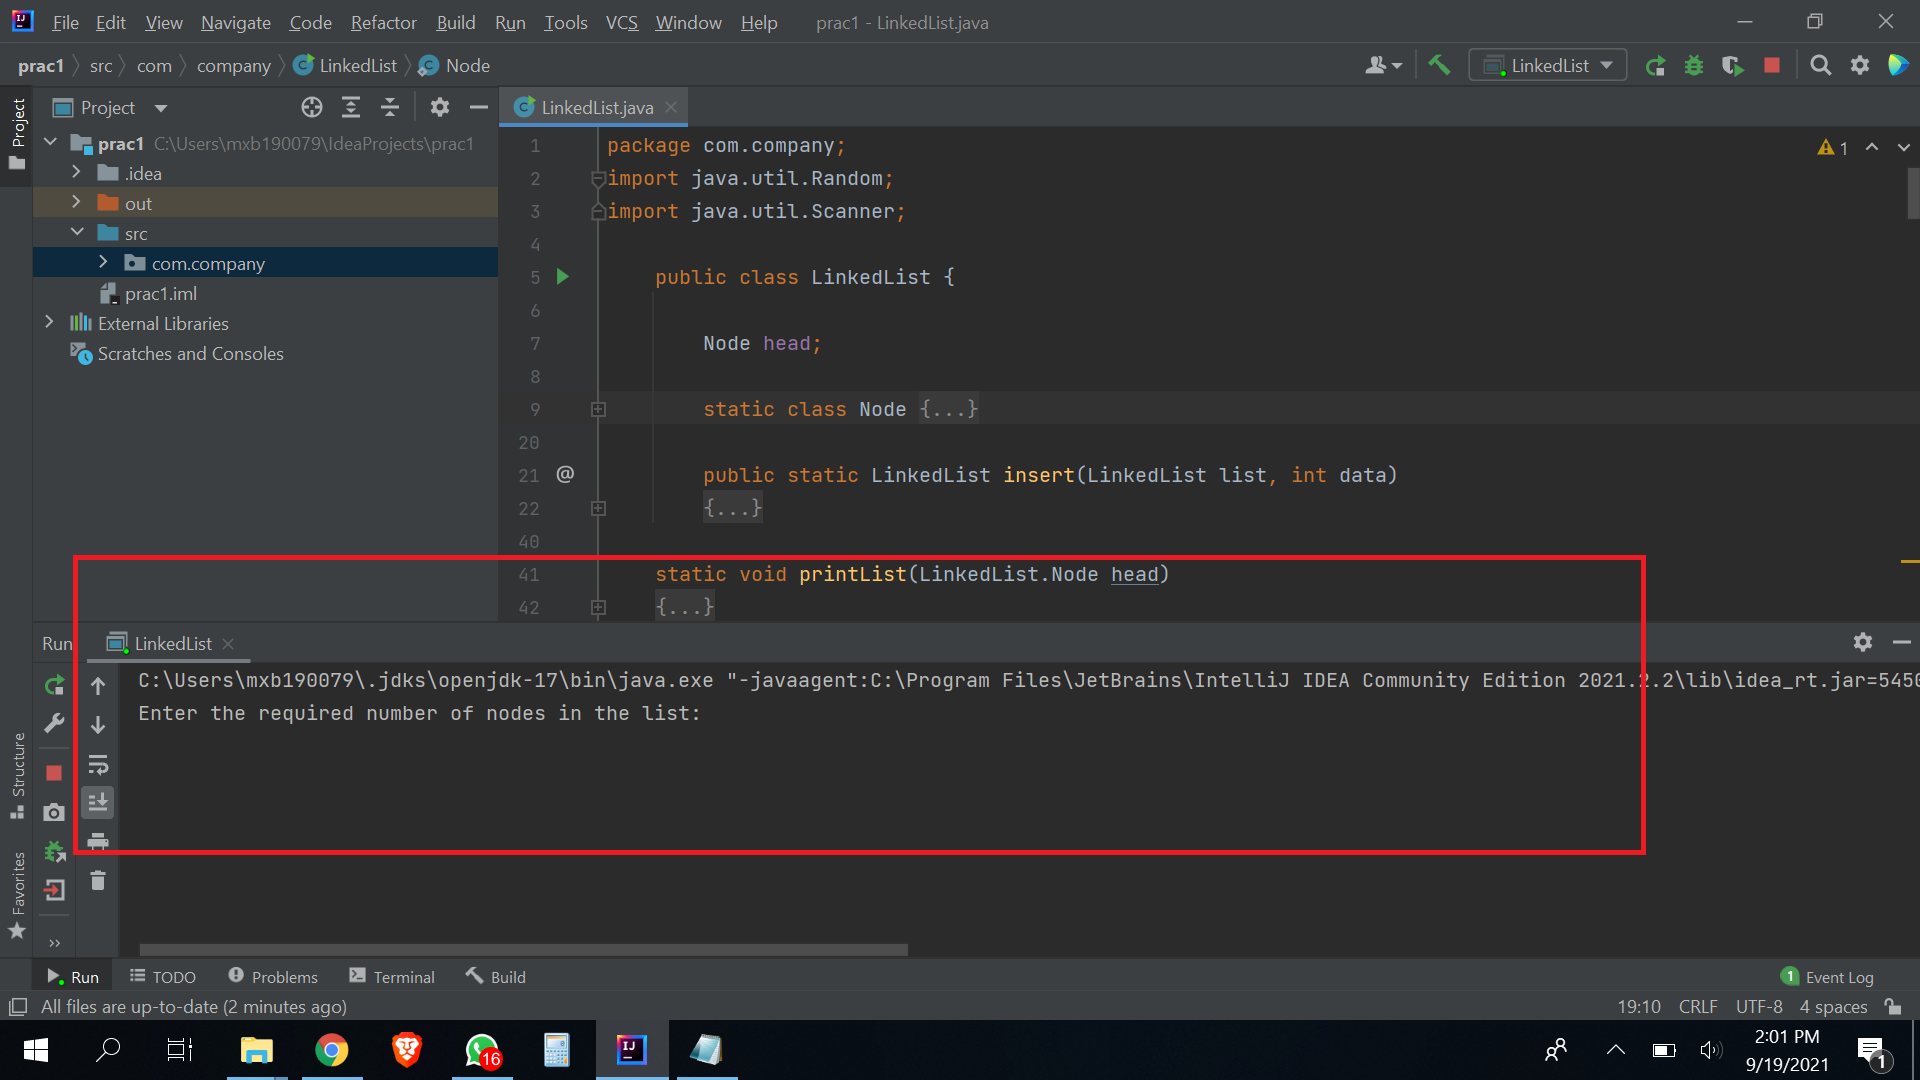 File Edit View Navigate Code Refactor Build Run Tools VCS Window Help prac1 - LinkedList.java
prac1 src com company LinkedList Node
LinkedList
Project
LinkedList.java
Project
prac1 C:\Users\mxb190079\IdeaProjects\prac1
.idea
out
src
com.company
prac1.iml
External Libraries
Scratches and Consoles
1 package com.company;
2 import java.util.Random;
3 import java.util.Scanner;
4
5 public class LinkedList {
6
7 Node head;
8
9 static class Node {...}
20
21 @ public static LinkedList insert(LinkedList list, int data)
22 {...}
40
41 static void printList(LinkedList.Node head)
42 {...}
1
Run LinkedList
C:\Users\mxb190079\.jdks\openjdk-17\bin\java.exe "-javaagent:C:\Program Files\JetBrains\IntelliJ IDEA Community Edition 2021.2.2\lib\idea_rt.jar=5450
Enter the required number of nodes in the list:
Structure
Favorites
Run TODO Problems Terminal Build
1 Event Log
All files are up-to-date (2 minutes ago)
19:10 CRLF UTF-8 4 spaces
16
IJ
2:01 PM
9/19/2021
1